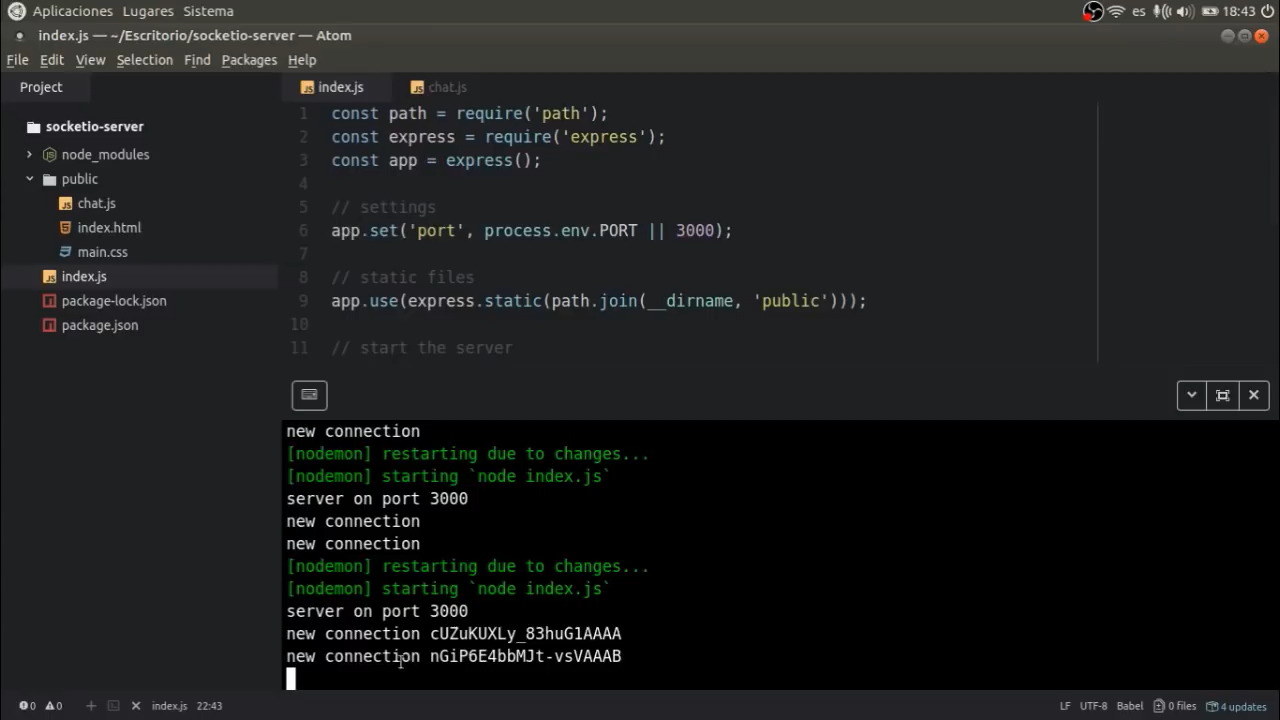 Aplicaciones Lugares Sistema
es 18:43
index.js — ~/Escritorio/socketio-server — Atom
File Edit View Selection Find Packages Help
Project
socketio-server
node_modules
public
chat.js
index.html
main.css
index.js
package-lock.json
package.json
index.js chat.js
1 const path = require('path');
2 const express = require('express');
3 const app = express();
4
5 // settings
6 app.set('port', process.env.PORT || 3000);
7
8 // static files
9 app.use(express.static(path.join(__dirname, 'public')));
10
11 // start the server
new connection
[nodemon] restarting due to changes...
[nodemon] starting `node index.js`
server on port 3000
new connection
new connection
[nodemon] restarting due to changes...
[nodemon] starting `node index.js`
server on port 3000
new connection cUZuKUXLy_83huG1AAAA
new connection nGiP6E4bbMJt-vsVAAAB
0 0 index.js 22:43 LF UTF-8 Babel 0 files 4 updates